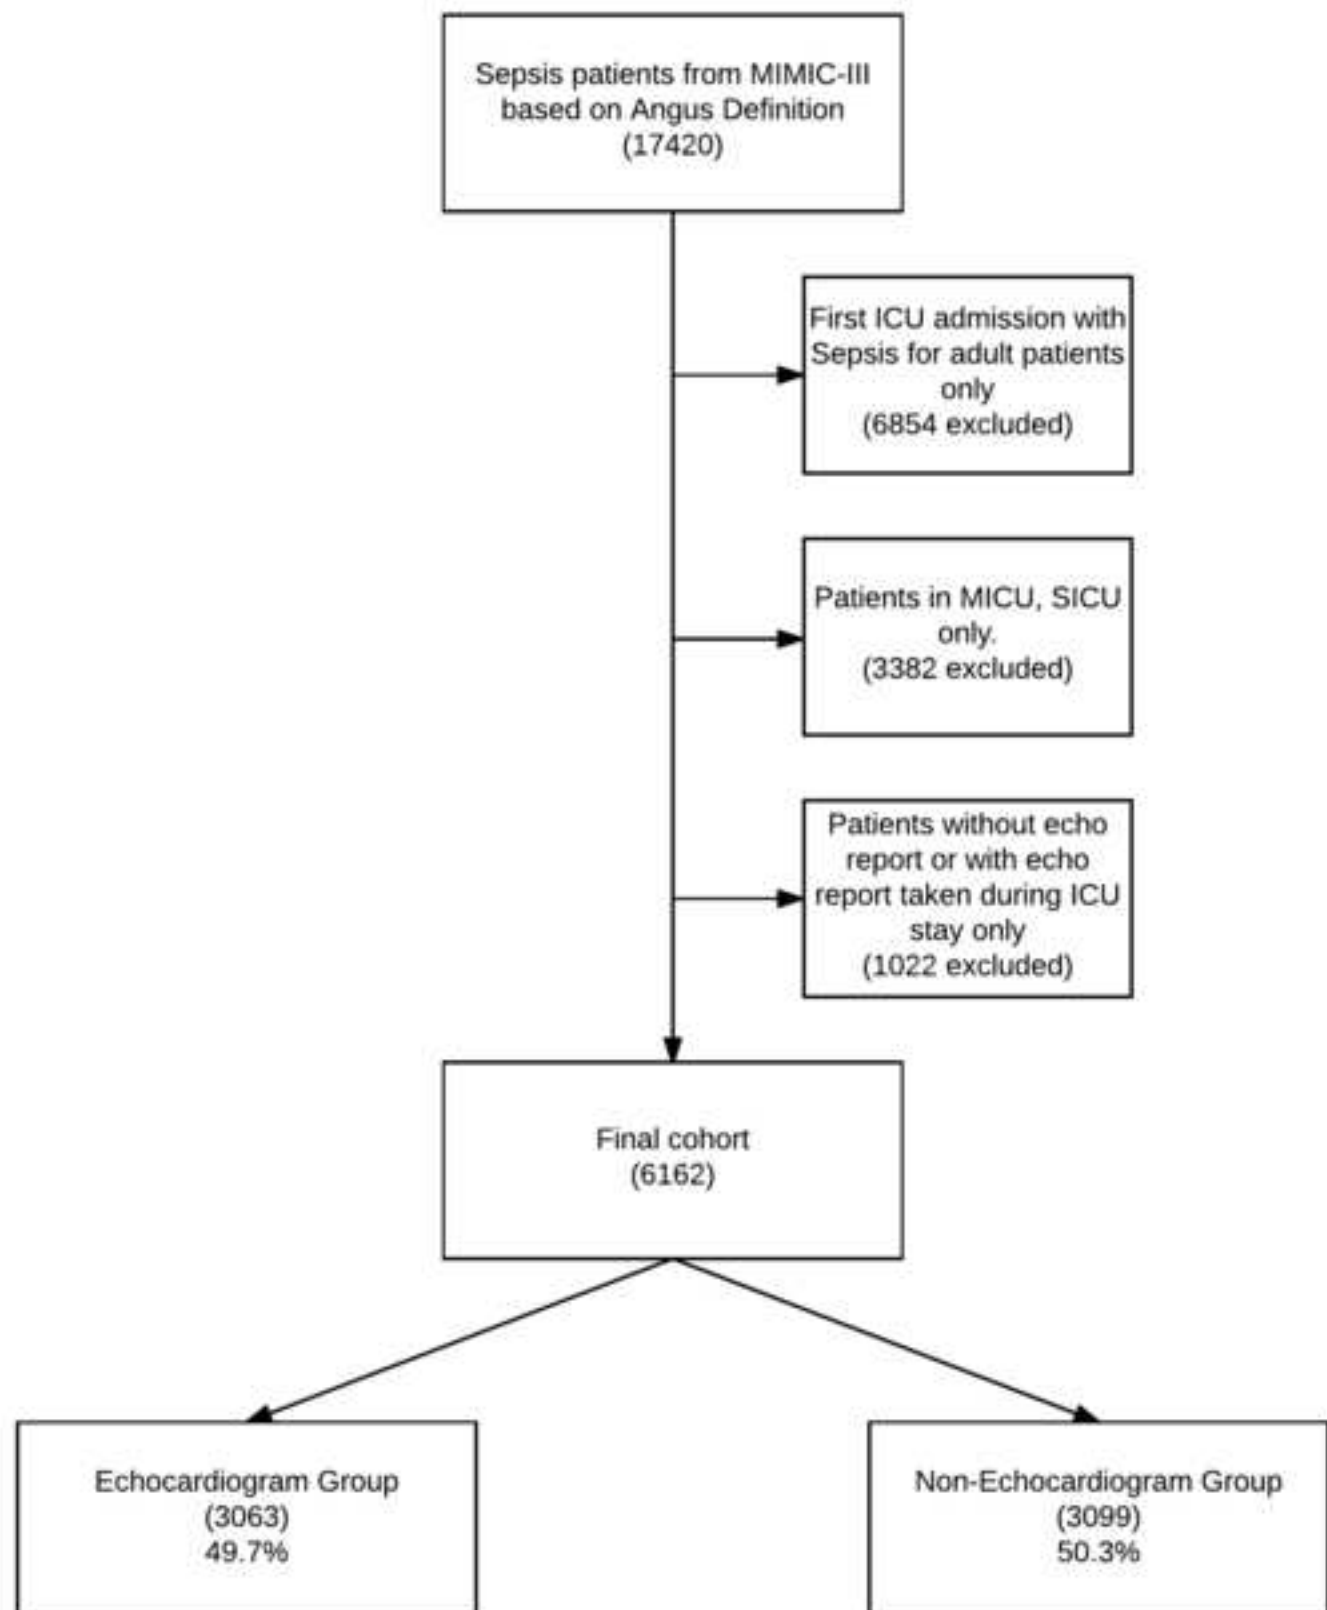 Sepsis patients from MIMIC-III
based on Angus Definition
(17420)
First ICU admission with
Sepsis for adult patients
only
(6854 excluded)
Patients in MICU, SICU
only.
(3382 excluded)
Patients without echo
report or with echo
report taken during ICU
stay only
(1022 excluded)
Final cohort
(6162)
Echocardiogram Group
(3063)
49.7%
Non-Echocardiogram Group
(3099)
50.3%